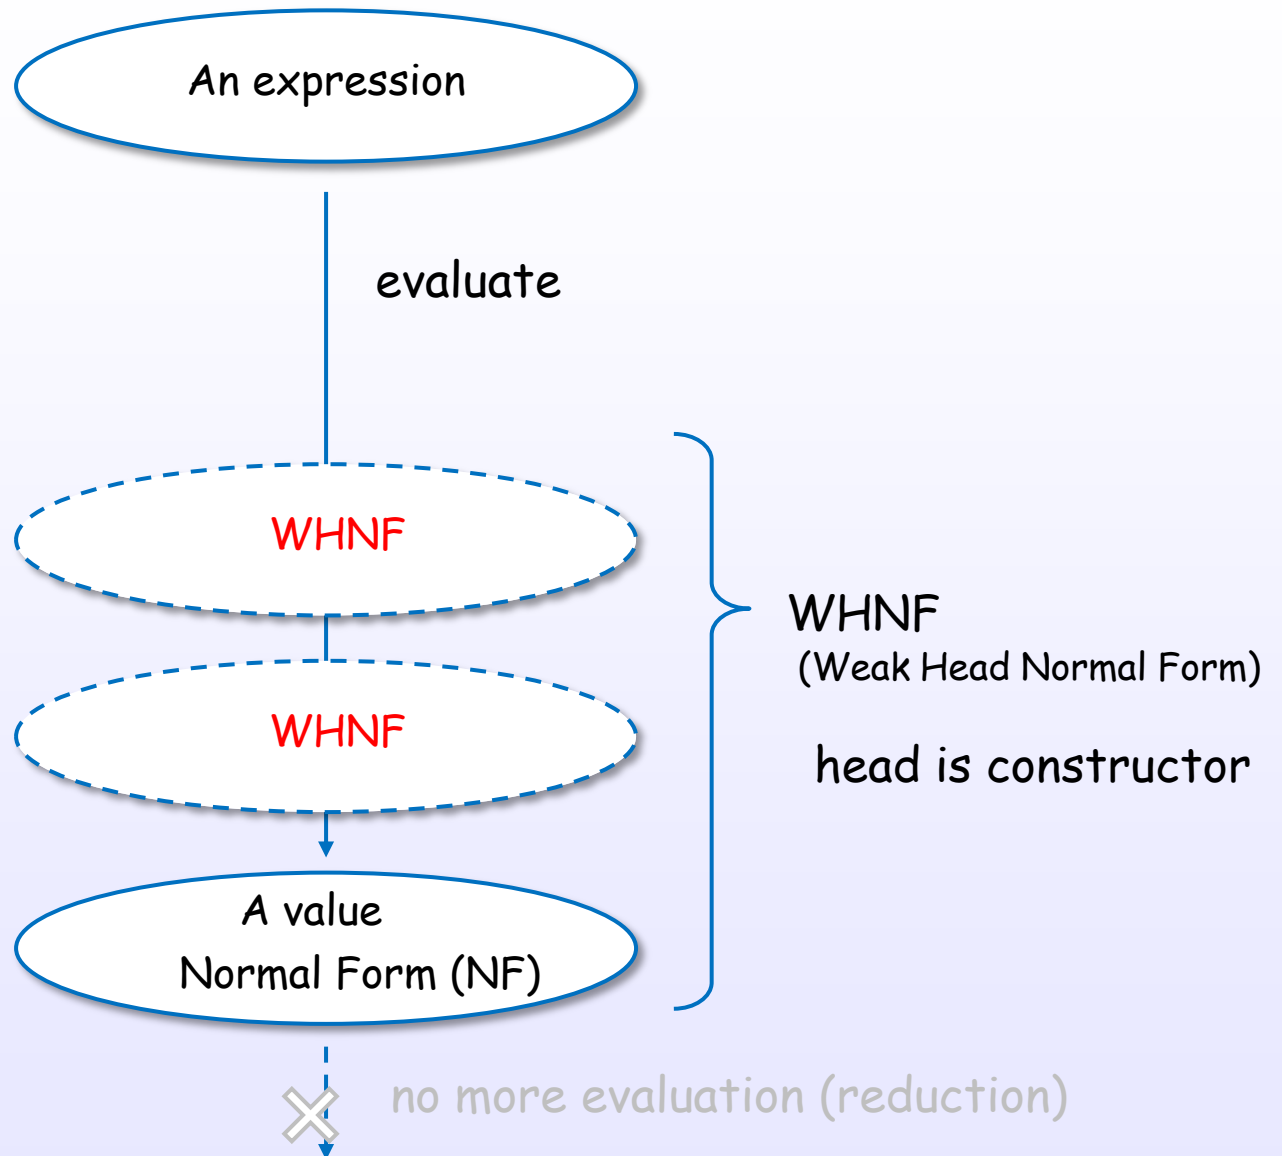 An expression
evaluate
WHNF
WHNF
WHNF
(Weak Head Normal Form)
head is constructor
A value
Normal Form (NF)
no more evaluation (reduction)